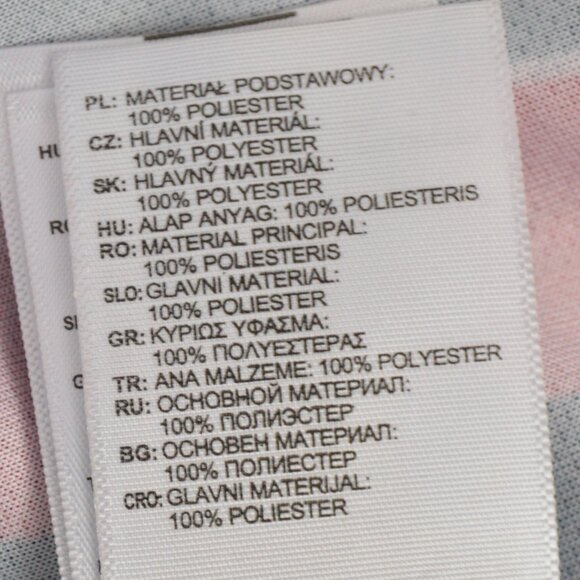 PL: MATERIAŁ PODSTAWOWY:
100% POLIESTER
CZ: HLAVNÍ MATERIÁL:
100% POLYESTER
SK: HLAVNÝ MATERIÁL:
100% POLYESTER
HU: ALAP ANYAG: 100% POLIESTERIS
RO: MATERIAL PRINCIPAL:
100% POLIESTERIS
SLO: GLAVNI MATERIAL:
100% POLIESTER
GR: ΚΥΡΙΩΣ ΥΦΑΣΜΑ:
100% ΠΟΛΥΕΣΤΕΡΑΣ
TR: ANA MALZEME: 100% POLYESTER
RU: ОСНОВНОЙ МАТЕРИАЛ:
100% ПОЛИЭСТЕР
BG: ОСНОВЕН МАТЕРИАЛ:
100% ПОЛИЕСТЕР
CRO: GLAVNI MATERIJAL:
100% POLIESTER